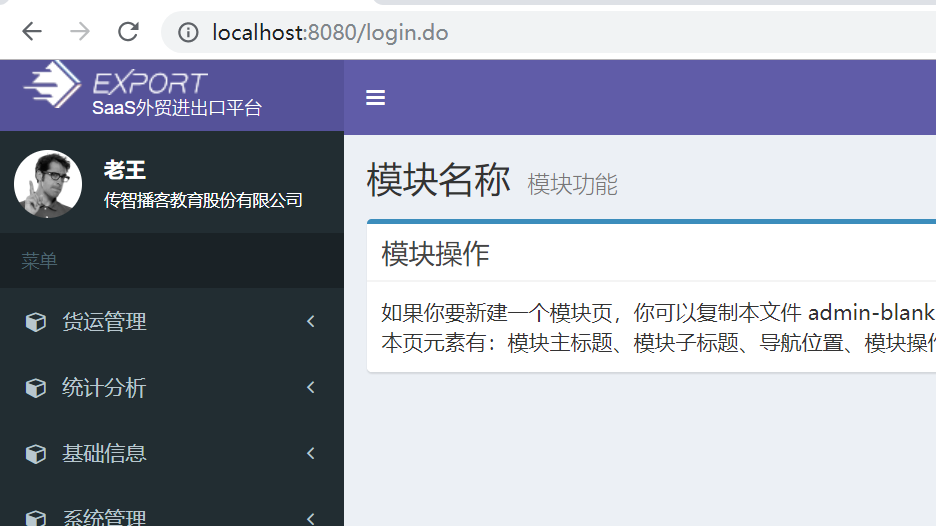 localhost:8080/login.do
EXPORT
SaaS外贸进出口平台
老王
传智播客教育股份有限公司
菜单
货运管理
统计分析
基础信息
系统管理
模块名称 模块功能
模块操作
如果你要新建一个模块页，你可以复制本文件 admin-blank
本页元素有：模块主标题、模块子标题、导航位置、模块操作